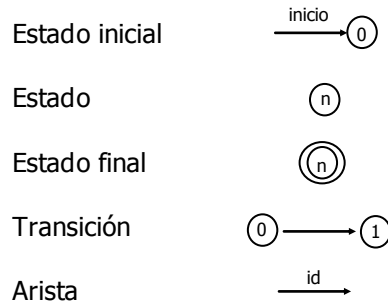 inicio
Estado inicial 0
Estado n
Estado final n
Transición 0 1
id
Arista